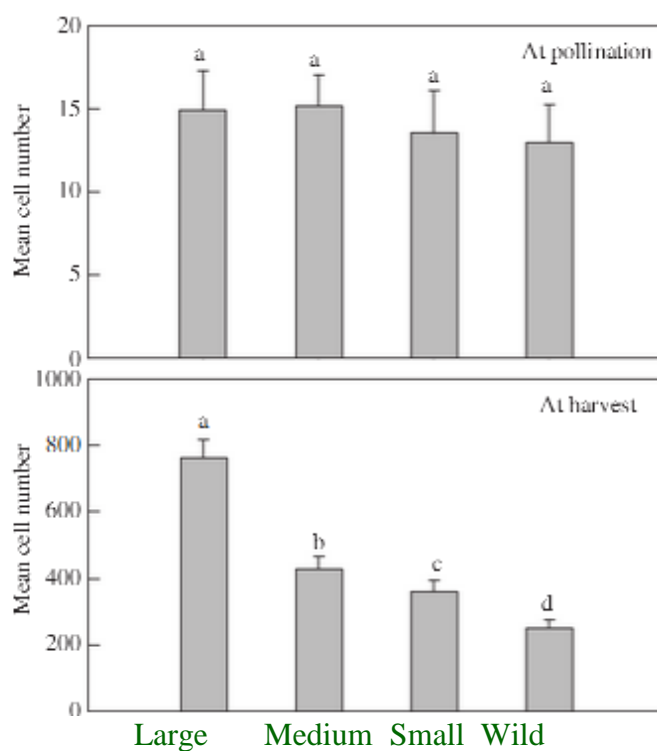 20
At pollination
a
a
a
a
15
10
5
0
Mean cell number
1000
At harvest
a
800
600
b
c
400
d
200
0
Mean cell number
Large Medium Small Wild